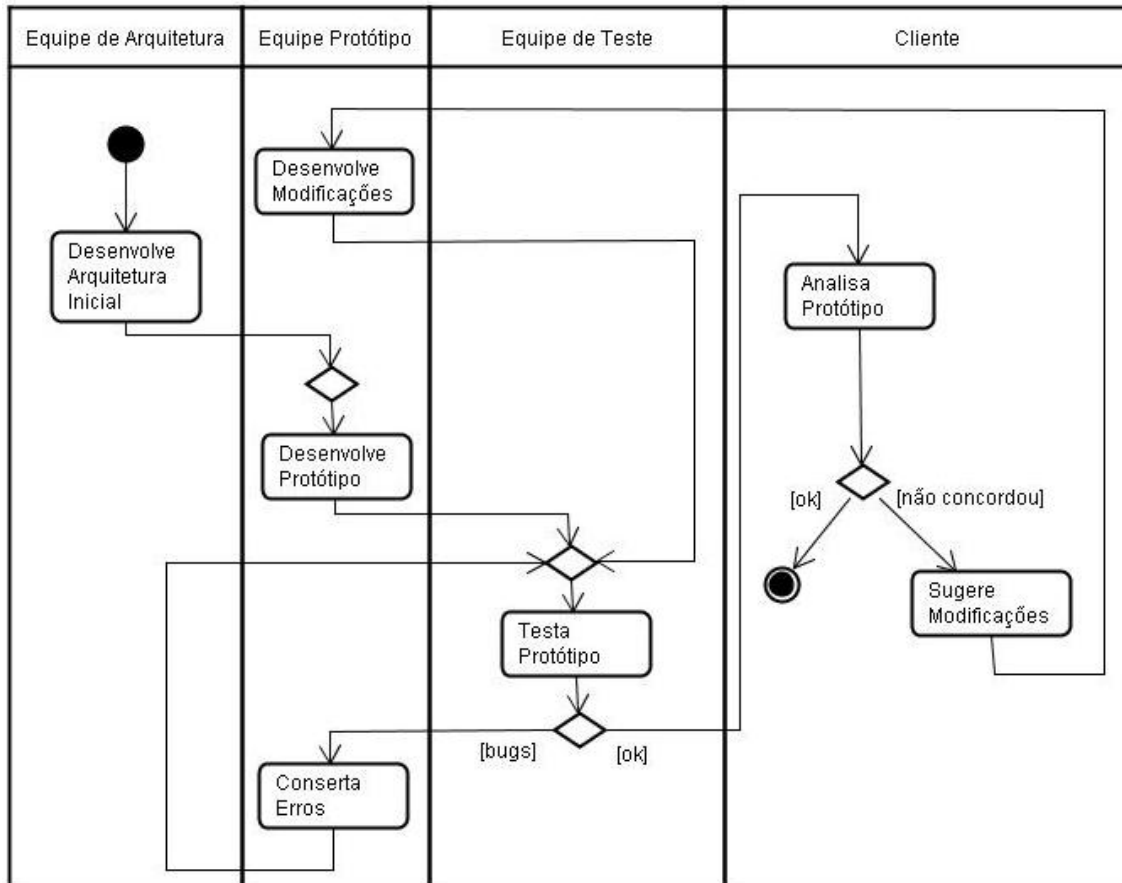 Equipe de Arquitetura
Equipe Protótipo
Equipe de Teste
Cliente
Desenvolve
Modificações
Desenvolve
Arquitetura
Inicial
Analisa
Protótipo
Desenvolve
Protótipo
[ok]
[não concordou]
Sugere
Modificações
Testa
Protótipo
[bugs]
[ok]
Conserta
Erros